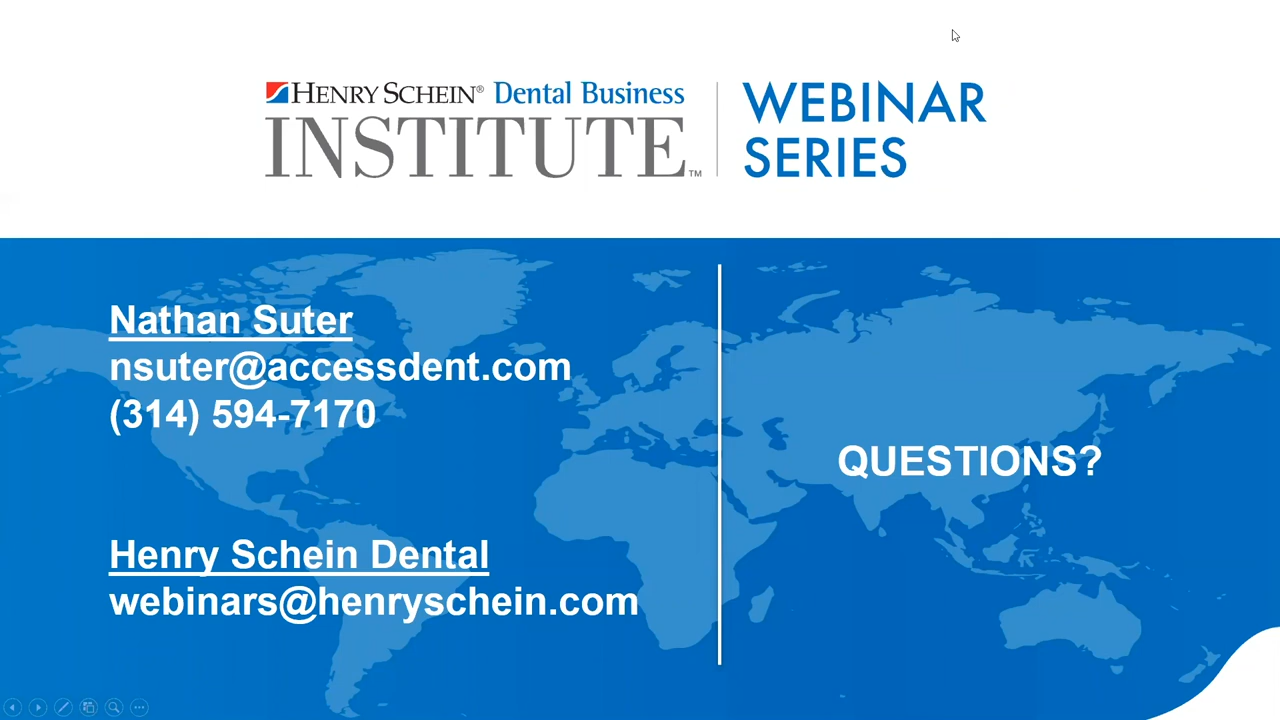 HENRY SCHEIN® Dental Business
INSTITUTE™
WEBINAR
SERIES
Nathan Suter
nsuter@accessdent.com
(314) 594-7170
Henry Schein Dental
webinars@henryschein.com
QUESTIONS?